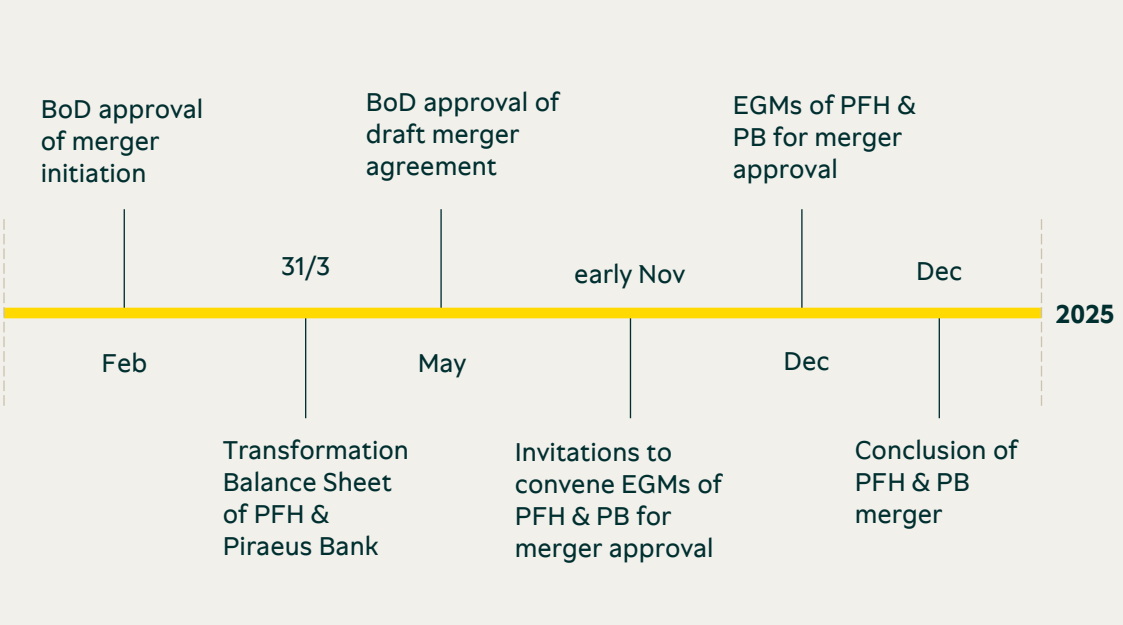 BoD approval
of merger
initiation
BoD approval of
draft merger
agreement
EGMs of PFH &
PB for merger
approval
31/3
early Nov
Dec
2025
Feb
May
Dec
Transformation
Balance Sheet
of PFH &
Piraeus Bank
Invitations to
convene EGMs of
PFH & PB for
merger approval
Conclusion of
PFH & PB
merger